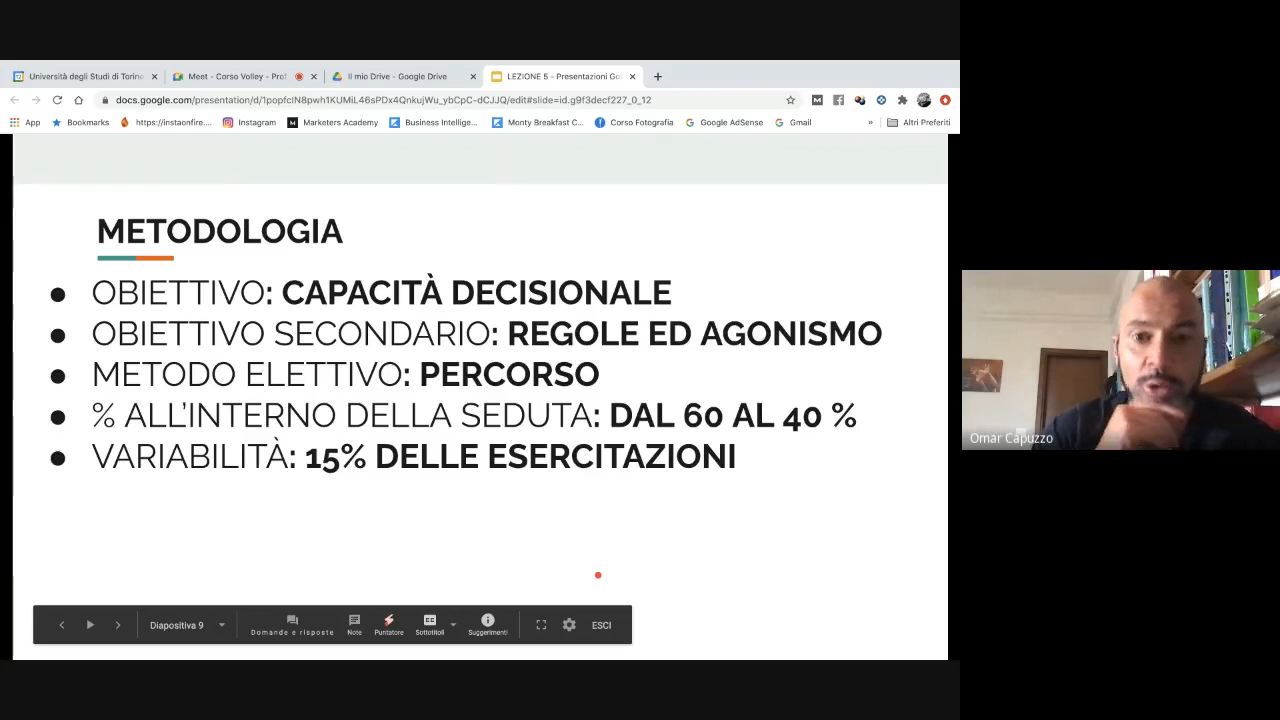 Università degli Studi di Torino
Meet - Corso Volley - Prof.
Il mio Drive - Google Drive
LEZIONE 5 - Presentazioni Goo
docs.google.com/presentation/d/1popfcIN8pwh1KUMiL46sPDx4QnkujWu_ybCpC-dCJJQ/edit#slide=id.g9f3decf227_0_12
App
Bookmarks
https://instaonfire....
Instagram
Marketers Academy
Business Intellige...
Monty Breakfast C...
Corso Fotografia
Google AdSense
Gmail
»
Altri Preferiti
METODOLOGIA
● OBIETTIVO: CAPACITÀ DECISIONALE
● OBIETTIVO SECONDARIO: REGOLE ED AGONISMO
● METODO ELETTIVO: PERCORSO
● % ALL'INTERNO DELLA SEDUTA: DAL 60 AL 40 %
● VARIABILITÀ: 15% DELLE ESERCITAZIONI
Omar Capuzzo
Diapositiva 9
Domande e risposte
Note
Puntatore
Sottotitoli
Suggerimenti
ESCI